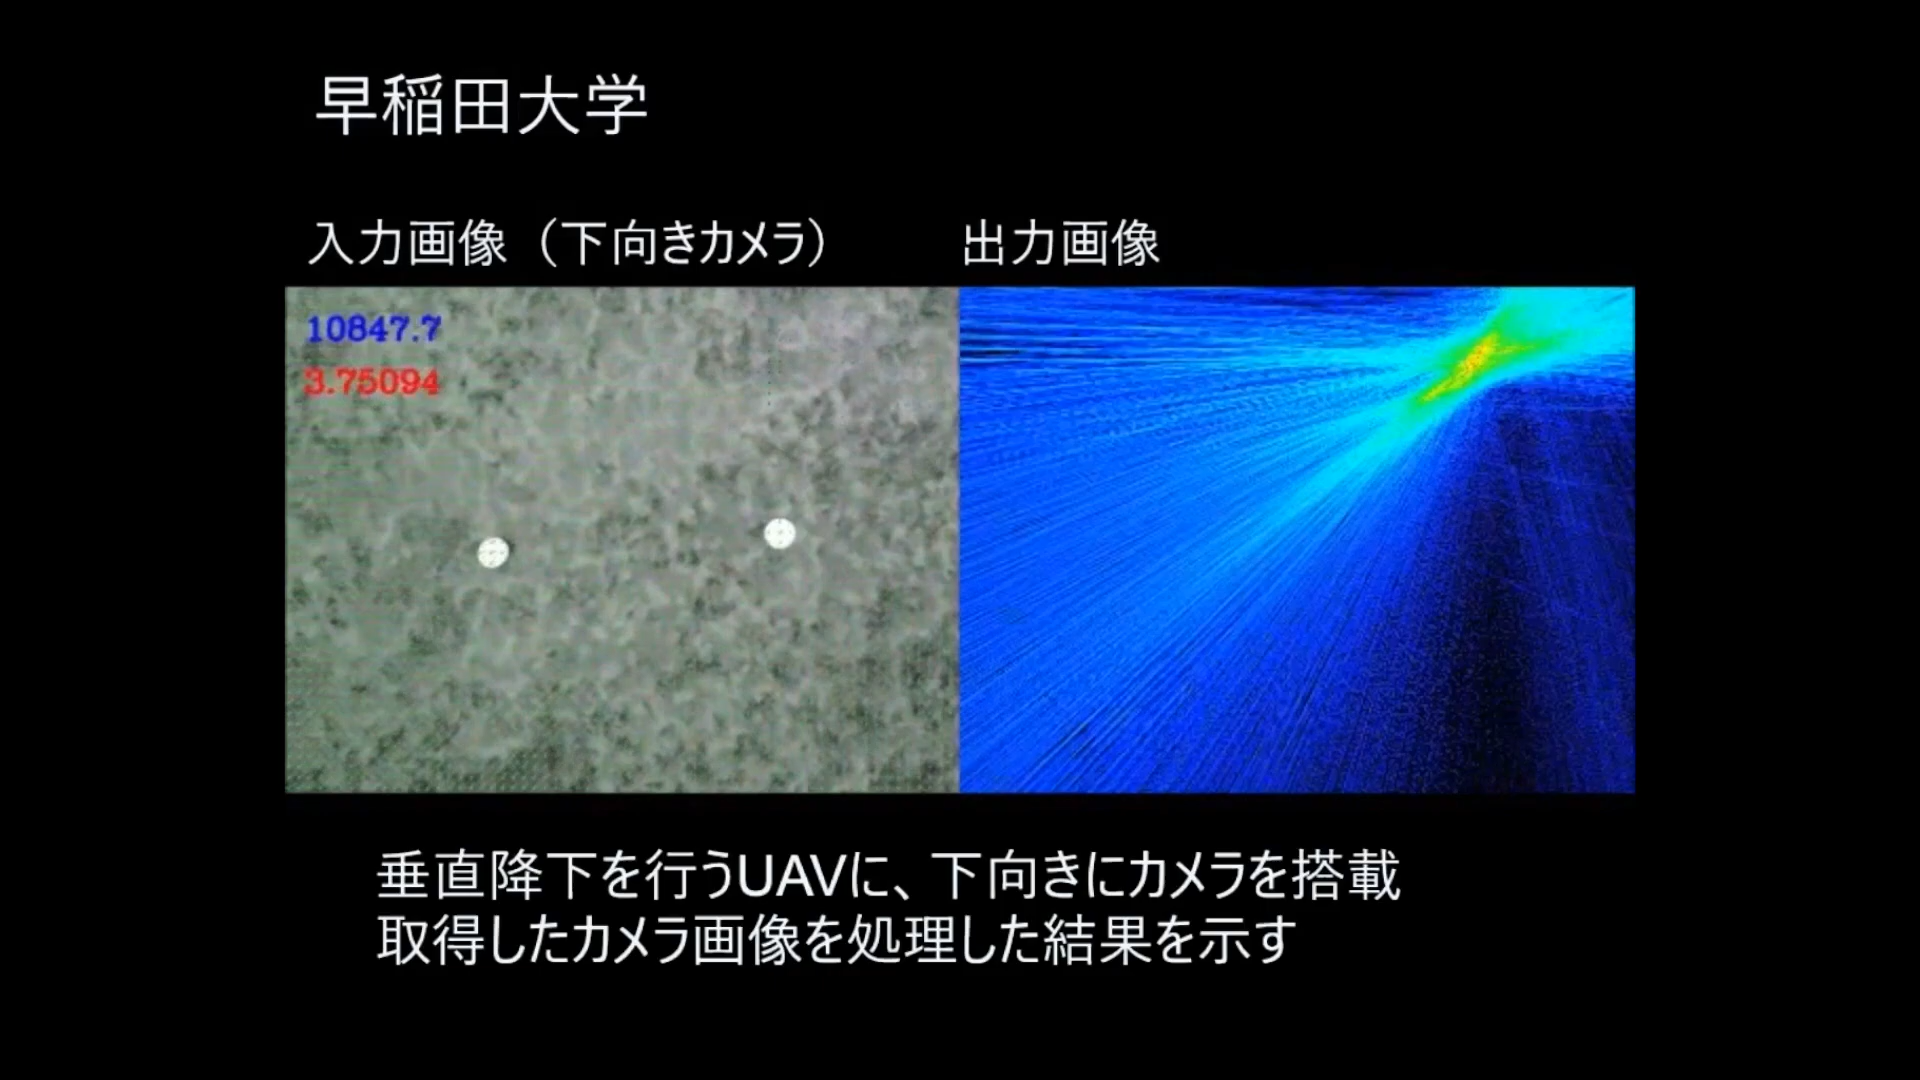 早稲田大学
入力画像（下向きカメラ）
出力画像
10847.7
3.75094
垂直降下を行うUAVに、下向きにカメラを搭載
取得したカメラ画像を処理した結果を示す